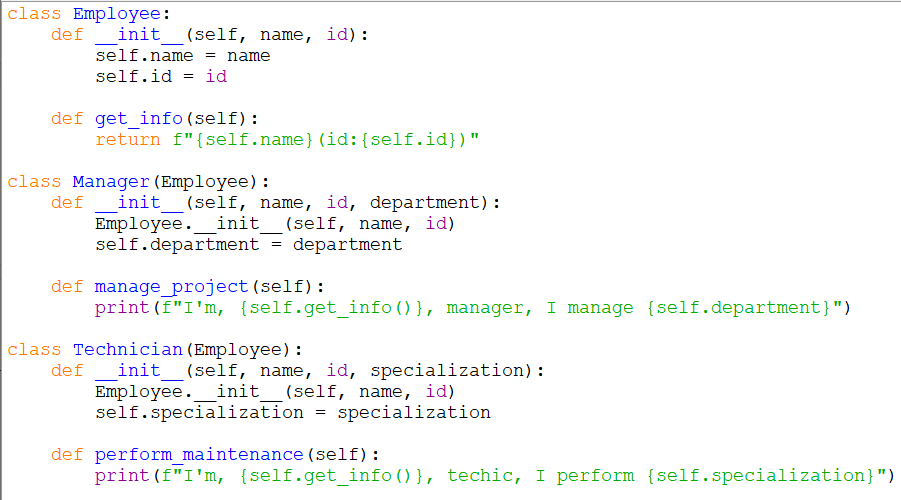 class Employee:
    def __init__(self, name, id):
        self.name = name
        self.id = id

    def get_info(self):
        return f"{self.name}(id:{self.id})"

class Manager(Employee):
    def __init__(self, name, id, department):
        Employee.__init__(self, name, id)
        self.department = department

    def manage_project(self):
        print(f"I'm, {self.get_info()}, manager, I manage {self.department}")

class Technician(Employee):
    def __init__(self, name, id, specialization):
        Employee.__init__(self, name, id)
        self.specialization = specialization

    def perform_maintenance(self):
        print(f"I'm, {self.get_info()}, techic, I perform {self.specialization}")